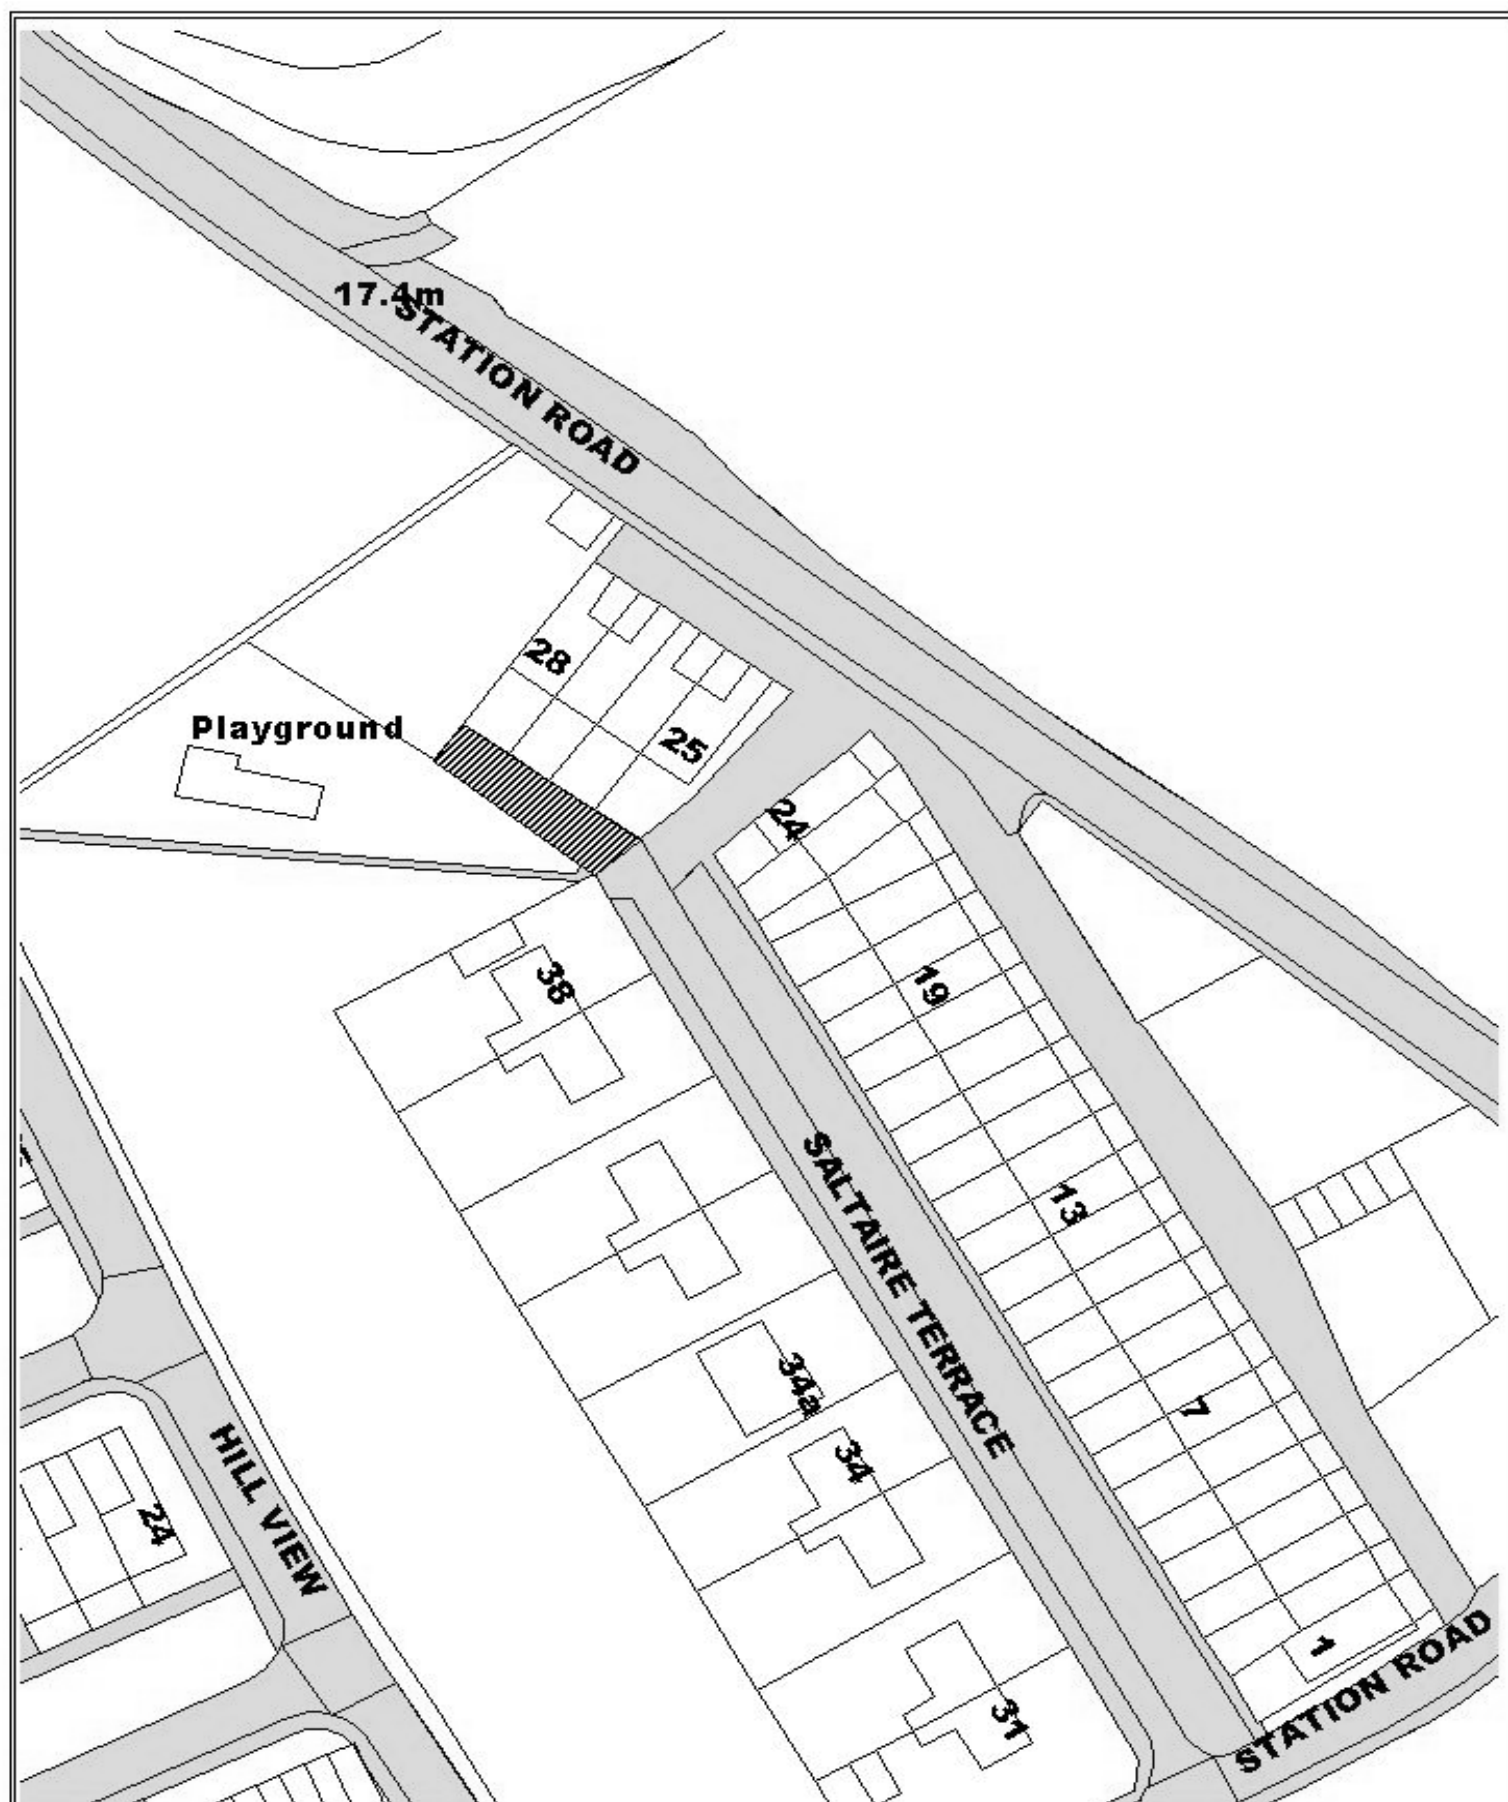 17.4m
STATION ROAD
28
25
Playground
24
38
19
SALTAIRE TERRACE
13
34a
34
7
HILL VIEW
24
1
31
STATION ROAD